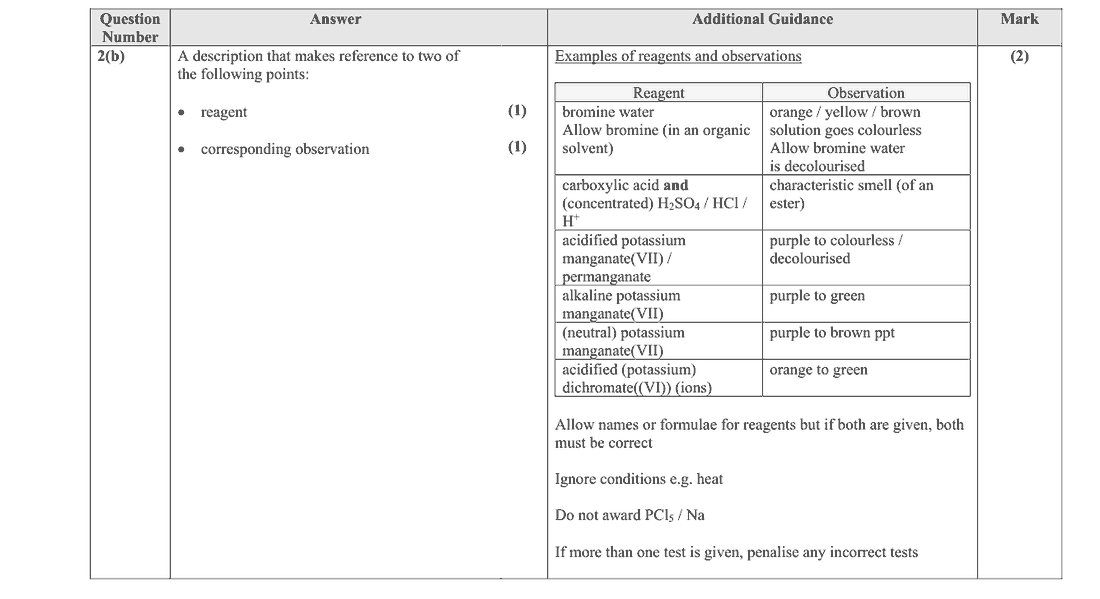 Question Number
Answer
Additional Guidance
Mark
2(b)
A description that makes reference to two of
the following points:
• reagent (1)
• corresponding observation (1)
Examples of reagents and observations
Reagent
Observation
bromine water
Allow bromine (in an organic
solvent)
orange / yellow / brown
solution goes colourless
Allow bromine water
is decolourised
carboxylic acid and
(concentrated) H₂SO₄ / HCl /
H⁺
characteristic smell (of an
ester)
acidified potassium
manganate(VII) /
permanganate
purple to colourless /
decolourised
alkaline potassium
manganate(VII)
purple to green
(neutral) potassium
manganate(VII)
purple to brown ppt
acidified (potassium)
dichromate((VI)) (ions)
orange to green
Allow names or formulae for reagents but if both are given, both
must be correct
Ignore conditions e.g. heat
Do not award PCl₅ / Na
If more than one test is given, penalise any incorrect tests
(2)